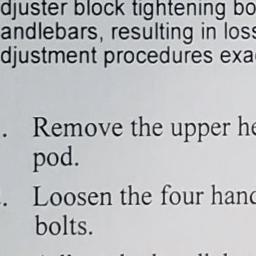 djuster block tightening bo
andlebars, resulting in loss
djustment procedures exa
. Remove the upper he
pod.
. Loosen the four hand
bolts.